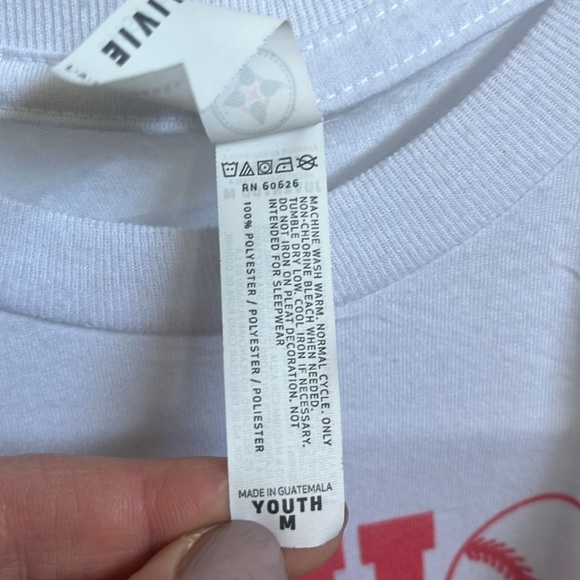 LIVIE
RN 60626
MACHINE WASH WARM, NORMAL CYCLE. ONLY
NON-CHLORINE BLEACH WHEN NEEDED.
TUMBLE DRY LOW. COOL IRON IF NECESSARY.
DO NOT IRON ON PLEAT DECORATION. NOT
INTENDED FOR SLEEPWEAR
100% POLYESTER / POLYESTER / POLIESTER
MADE IN GUATEMALA
YOUTH
M